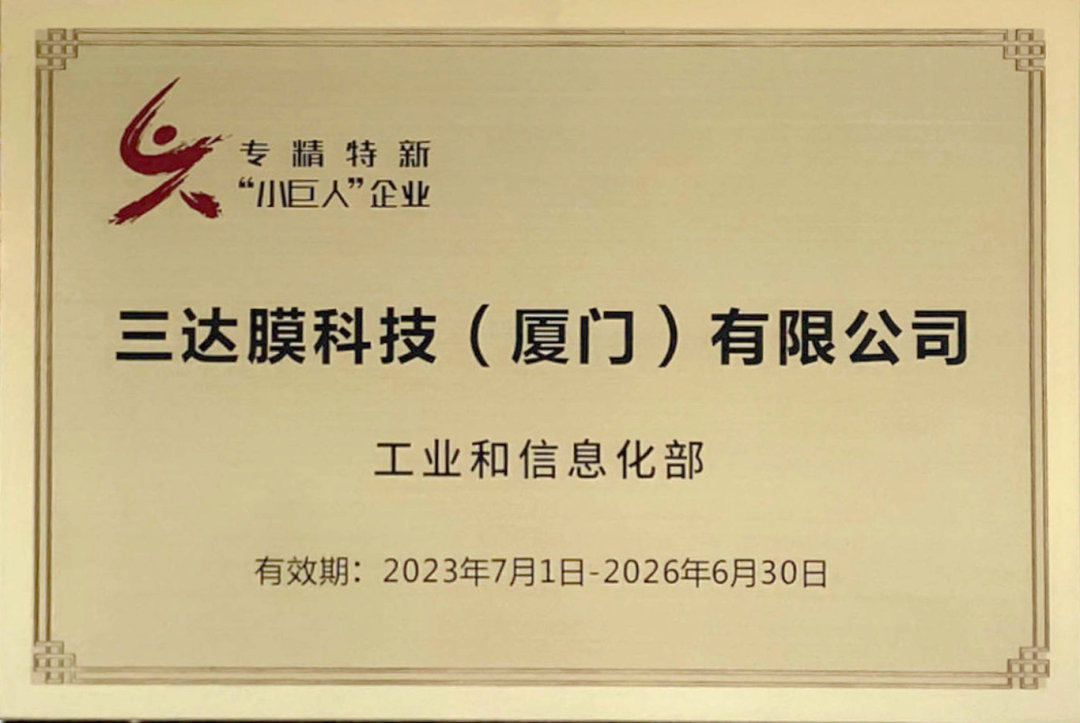 专精特新
“小巨人”企业
三达膜科技（厦门）有限公司
工业和信息化部
有效期：2023年7月1日-2026年6月30日